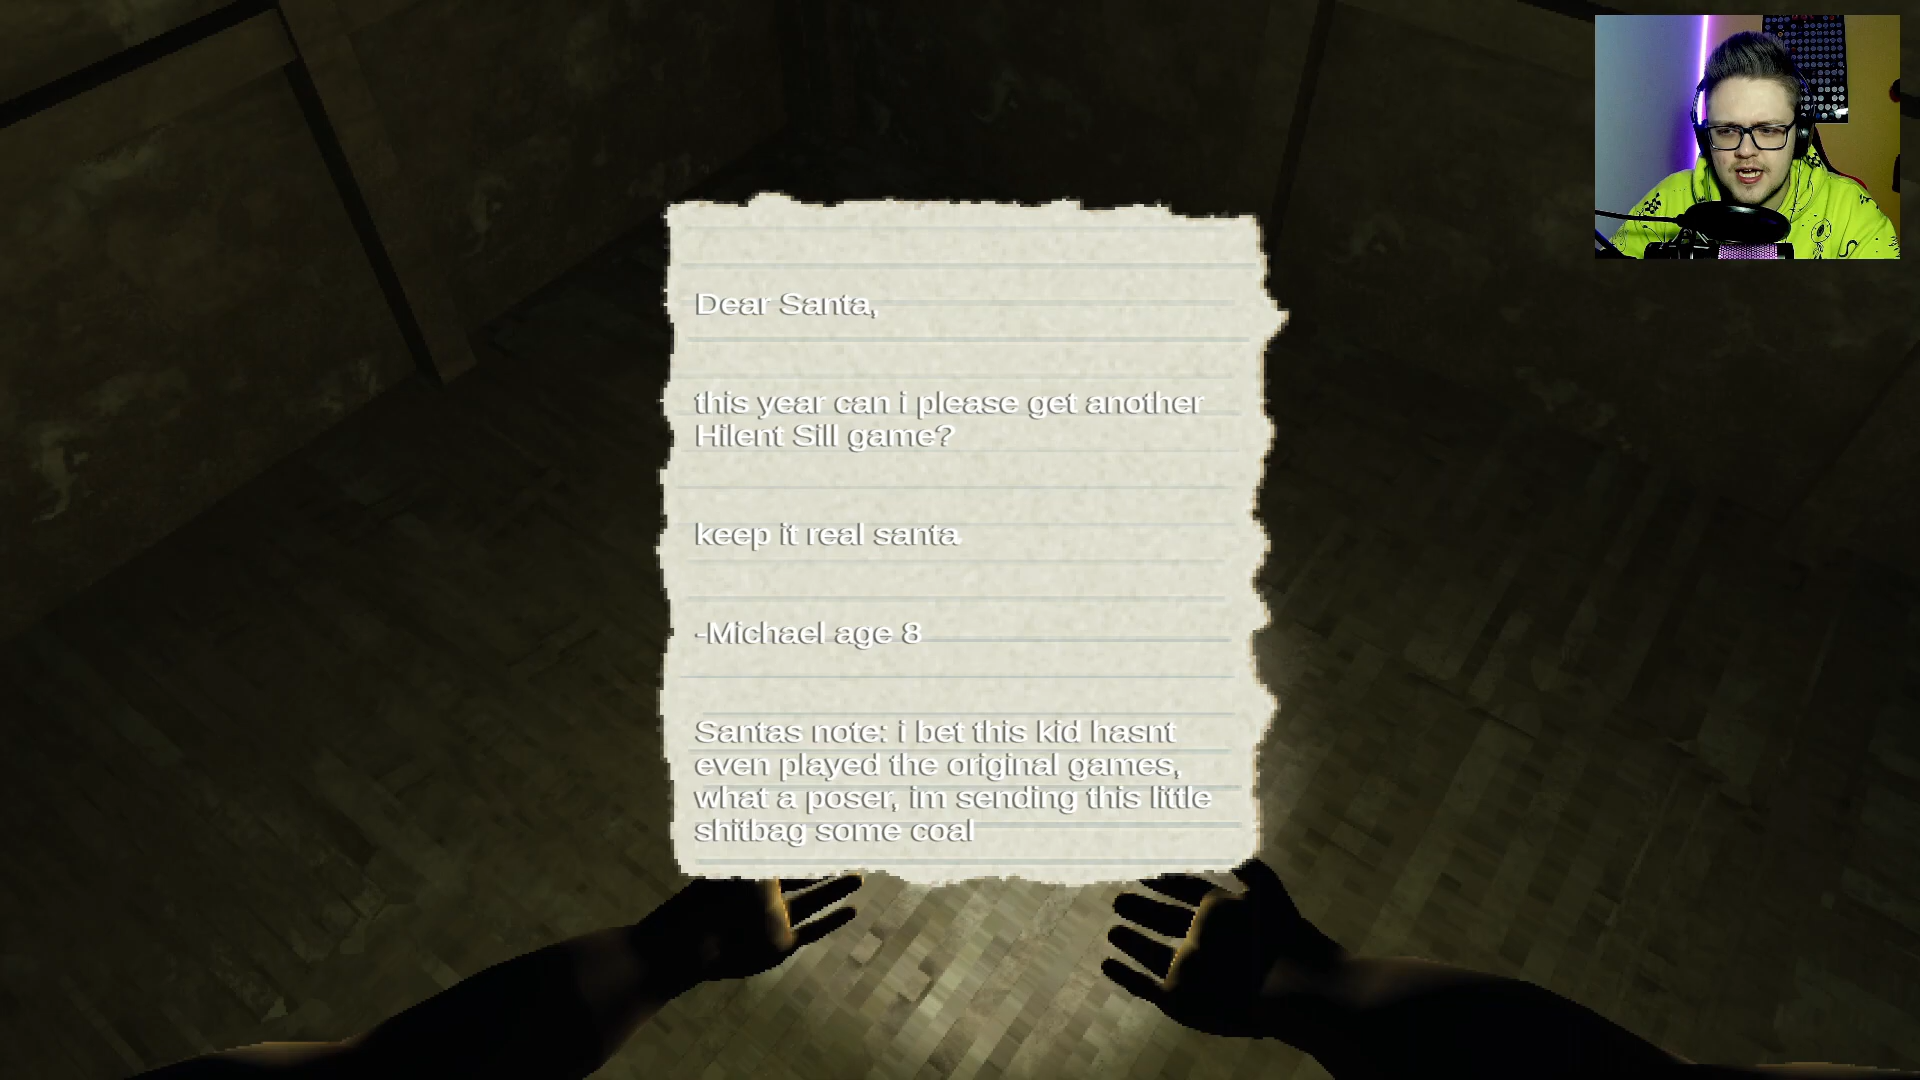 Dear Santa,
this year can i please get another
Hilent Sill game?
keep it real santa
-Michael age 8
Santas note: i bet this kid hasnt
even played the original games,
what a poser, im sending this little
shitbag some coal